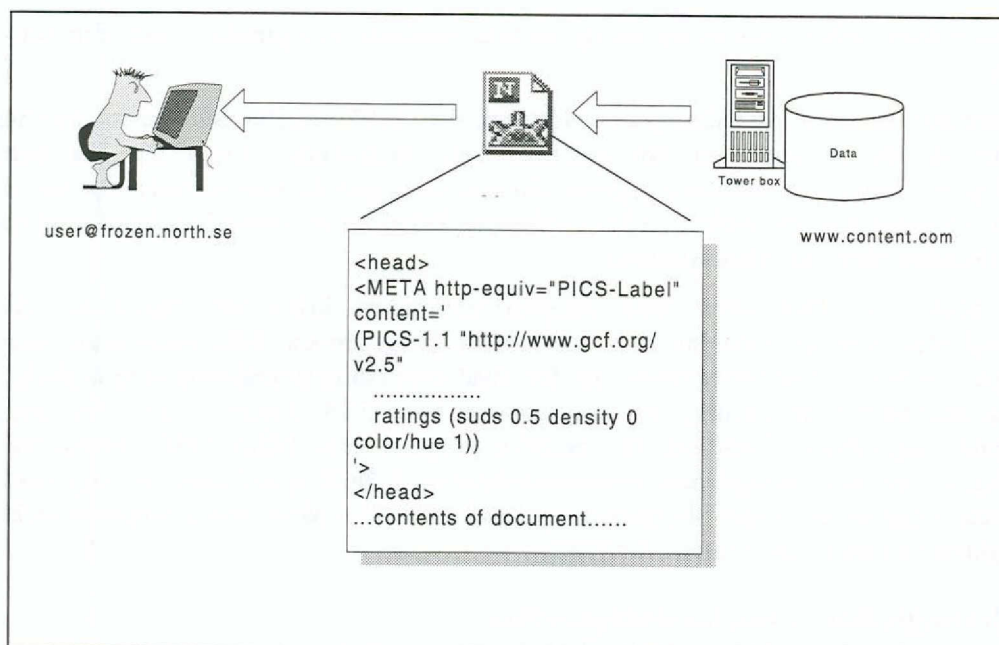 N
Data
Tower box
user@frozen.north.se
www.content.com
<head>
<META http-equiv="PICS-Label"
content='
(PICS-1.1 "http://www.gcf.org/
v2.5"
.................
ratings (suds 0.5 density 0
color/hue 1))
'>
</head>
...contents of document......